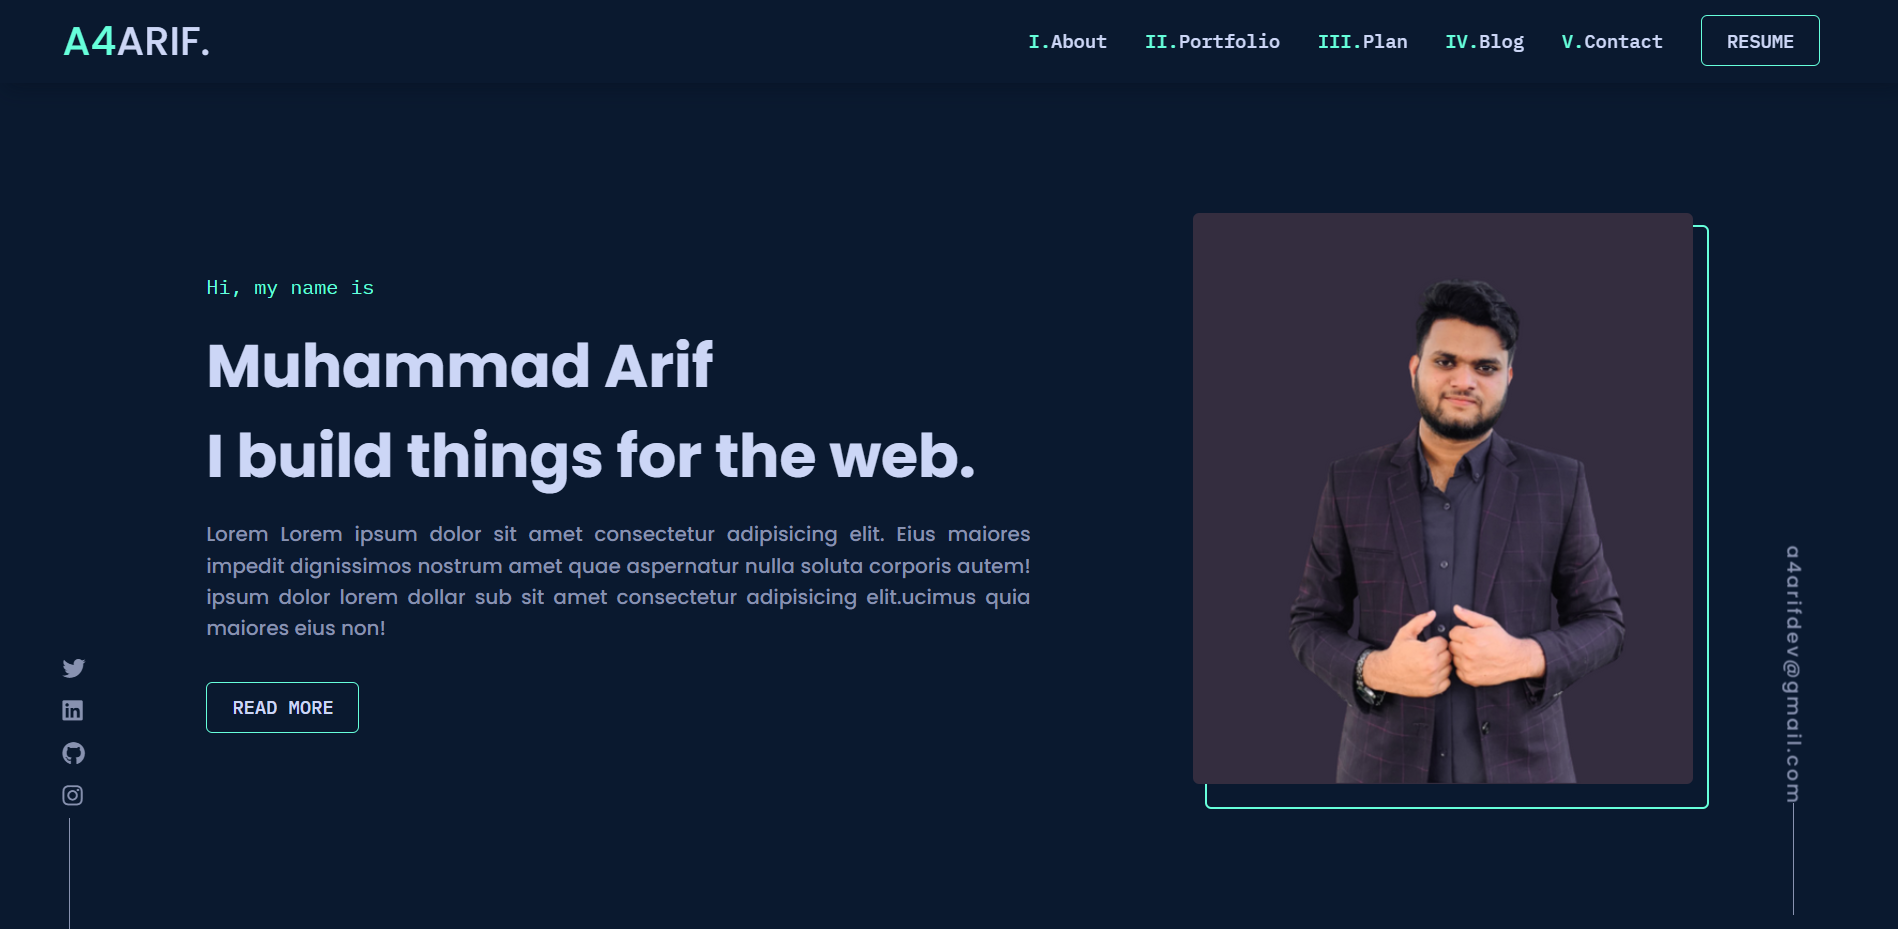 A4ARIF.
I.About
II.Portfolio
III.Plan
IV.Blog
V.Contact
RESUME
Hi, my name is
Muhammad Arif
I build things for the web.
Lorem Lorem ipsum dolor sit amet consectetur adipisicing elit. Eius maiores
impedit dignissimos nostrum amet quae aspernatur nulla soluta corporis autem!
ipsum dolor lorem dollar sub sit amet consectetur adipisicing elit.ucimus quia
maiores eius non!
READ MORE
a4arifdev@gmail.com